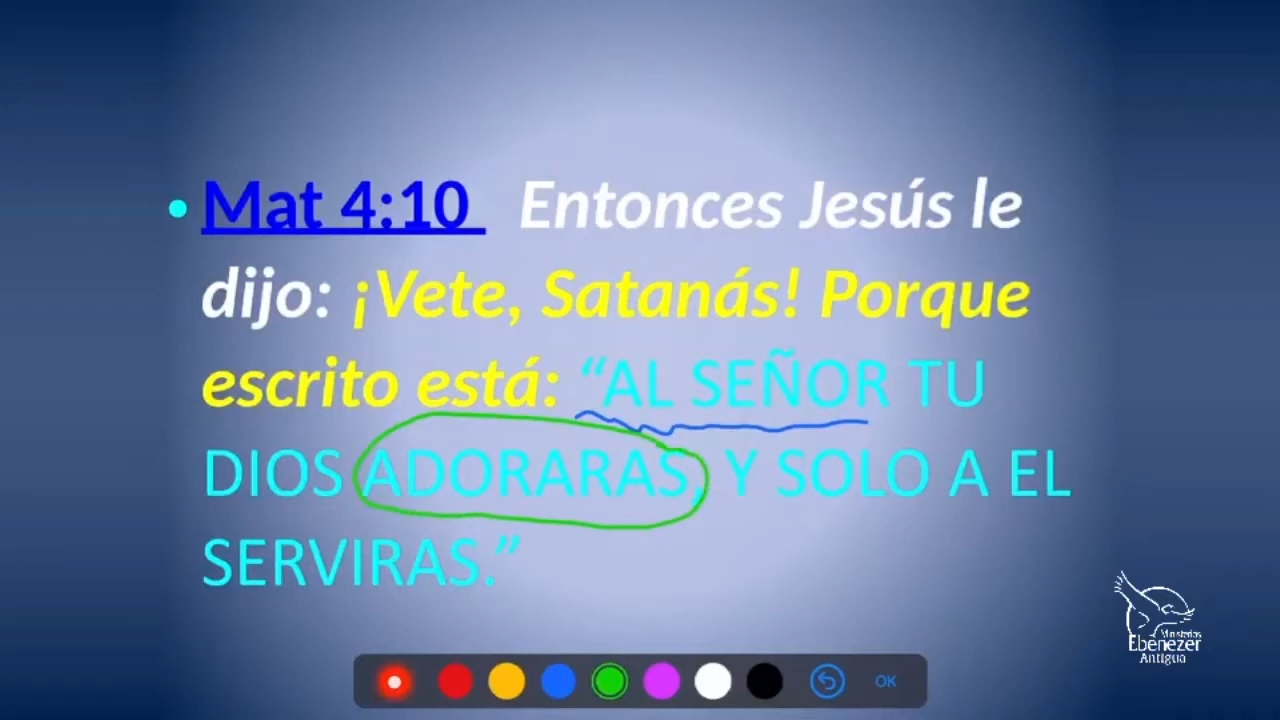 • Mat 4:10 Entonces Jesús le
dijo: ¡Vete, Satanás! Porque
escrito está: “AL SEÑOR TU
DIOS ADORARAS, Y SOLO A EL
SERVIRAS.”
Ministerios
Ebenezer
Antigua
OK